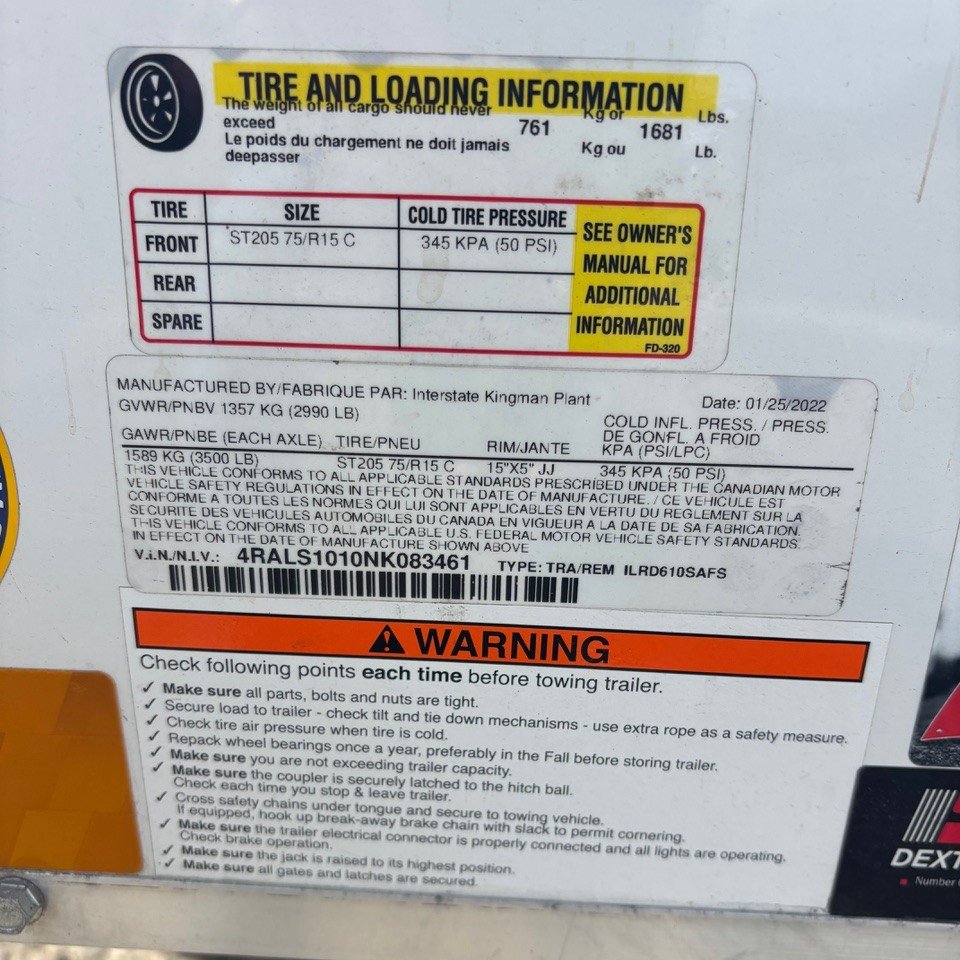 TIRE AND LOADING INFORMATION
The weight of all cargo should never exceed 761 Kg or 1681 Lbs.
Le poids du chargement ne doit jamais deepasser Kg ou Lb.
TIRE SIZE COLD TIRE PRESSURE
FRONT ST205 75/R15 C 345 KPA (50 PSI)
REAR
SPARE
SEE OWNER'S
MANUAL FOR
ADDITIONAL
INFORMATION
FD-320
MANUFACTURED BY/FABRIQUE PAR: Interstate Kingman Plant Date: 01/25/2022
GVWR/PNBV 1357 KG (2990 LB)
COLD INFL. PRESS. / PRESS.
DE GONFL. A FROID
GAWR/PNBE (EACH AXLE) TIRE/PNEU RIM/JANTE KPA (PSI/LPC)
1589 KG (3500 LB) ST205 75/R15 C 15"X5" JJ 345 KPA (50 PSI)
THIS VEHICLE CONFORMS TO ALL APPLICABLE STANDARDS PRESCRIBED UNDER THE CANADIAN MOTOR
VEHICLE SAFETY REGULATIONS IN EFFECT ON THE DATE OF MANUFACTURE. / CE VEHICULE EST
CONFORME A TOUTES LES NORMES QUI LUI SONT APPLICABLES EN VERTU DU REGLEMENT SUR LA
SECURITE DES VEHICULES AUTOMOBILES DU CANADA EN VIGUEUR A LA DATE DE SA FABRICATION.
THIS VEHICLE CONFORMS TO ALL APPLICABLE U.S. FEDERAL MOTOR VEHICLE SAFETY STANDARDS
IN EFFECT ON THE DATE OF MANUFACTURE SHOWN ABOVE
V.i.N./N.I.V.: 4RALS1010NK083461 TYPE: TRA/REM ILRD610SAFS
WARNING
Check following points each time before towing trailer.
✓ Make sure all parts, bolts and nuts are tight.
✓ Secure load to trailer - check tilt and tie down mechanisms - use extra rope as a safety measure.
✓ Check tire air pressure when tire is cold.
✓ Repack wheel bearings once a year, preferably in the Fall before storing trailer.
✓ Make sure you are not exceeding trailer capacity.
✓ Make sure the coupler is securely latched to the hitch ball.
Check each time you stop & leave trailer.
✓ Cross safety chains under tongue and secure to towing vehicle.
If equipped, hook up break-away brake chain with slack to permit cornering.
✓ Make sure the trailer electrical connector is properly connected and all lights are operating.
Check brake operation.
✓ Make sure the jack is raised to its highest position.
✓ Make sure all gates and latches are secured.
DEXT
Number